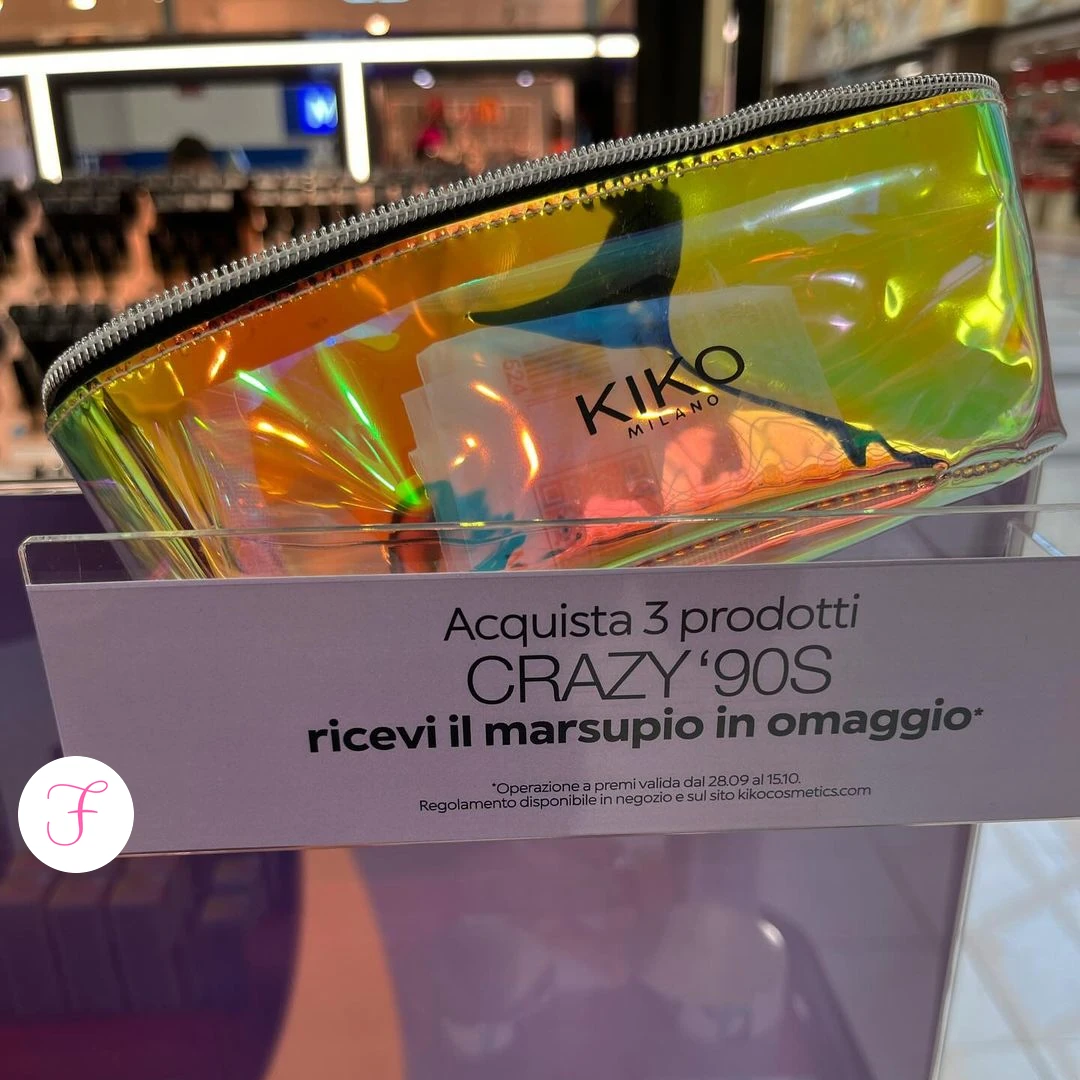 KIKO
MILANO
Acquista 3 prodotti
CRAZY ‘90S
ricevi il marsupio in omaggio*
*Operazione a premi valida dal 28.09 al 15.10.
Regolamento disponibile in negozio e sul sito kikocosmetics.com
F